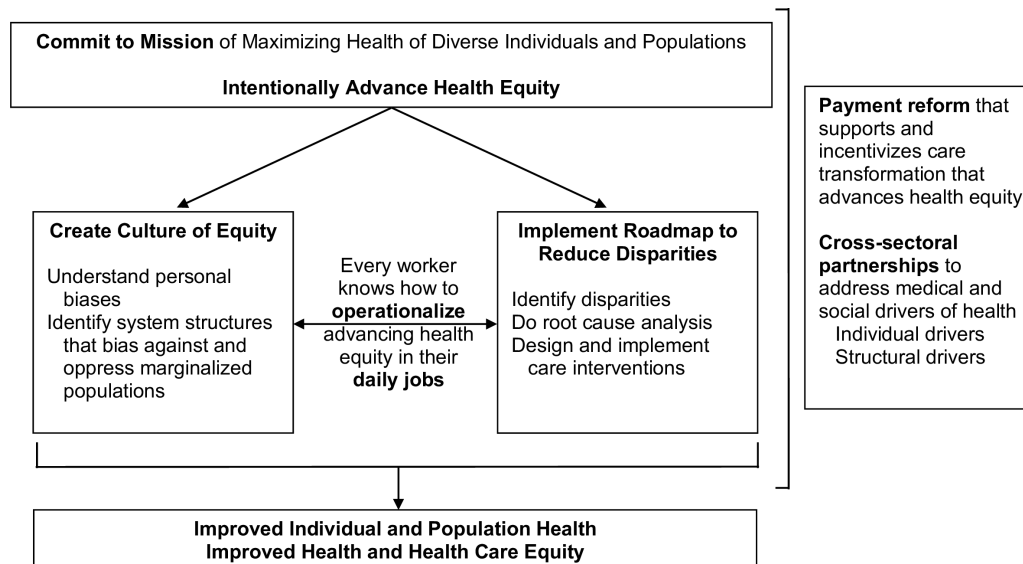 Commit to Mission of Maximizing Health of Diverse Individuals and Populations
Intentionally Advance Health Equity
Create Culture of Equity
Understand personal
biases
Identify system structures
that bias against and
oppress marginalized
populations
Every worker
knows how to
operationalize
advancing health
equity in their
daily jobs
Implement Roadmap to
Reduce Disparities
Identify disparities
Do root cause analysis
Design and implement
care interventions
Payment reform that
supports and
incentivizes care
transformation that
advances health equity
Cross-sectoral
partnerships to
address medical and
social drivers of health
Individual drivers
Structural drivers
Improved Individual and Population Health
Improved Health and Health Care Equity